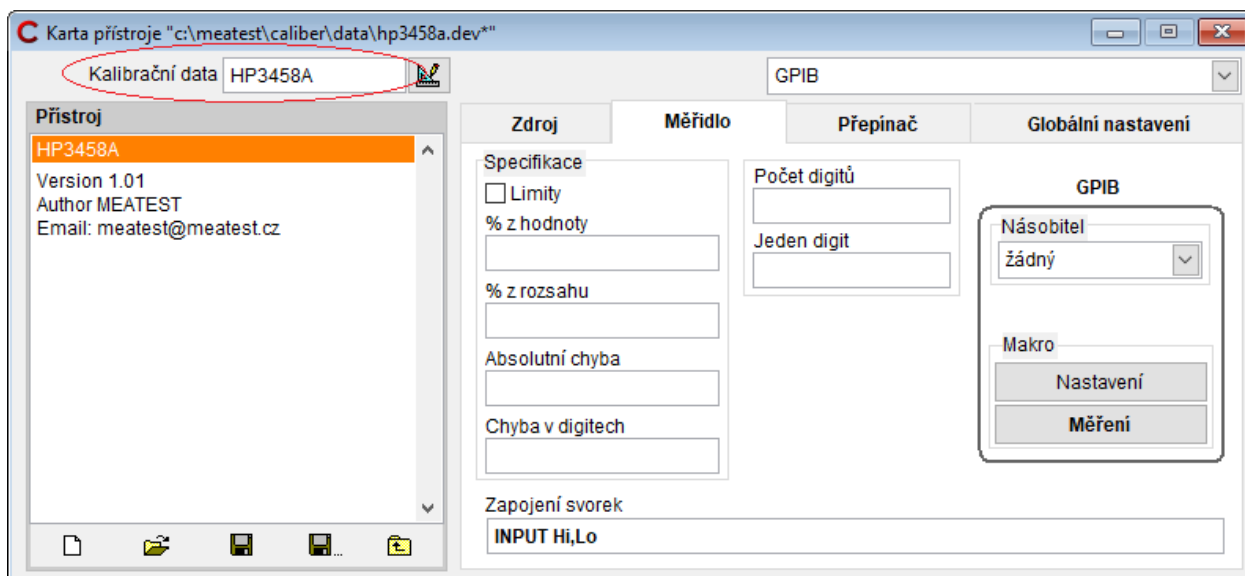 Karta přístroje "c:\meatest\caliber\data\hp3458a.dev*"
Kalibrační data HP3458A
GPIB
Přístroj
HP3458A
Version 1.01
Author MEATEST
Email: meatest@meatest.cz
Zdroj Měřidlo Přepínač Globální nastavení
Specifikace
Limity
% z hodnoty
% z rozsahu
Absolutní chyba
Chyba v digitech
Počet digitů
Jeden digit
GPIB
Násobitel
žádný
Makro
Nastavení
Měření
Zapojení svorek
INPUT Hi,Lo